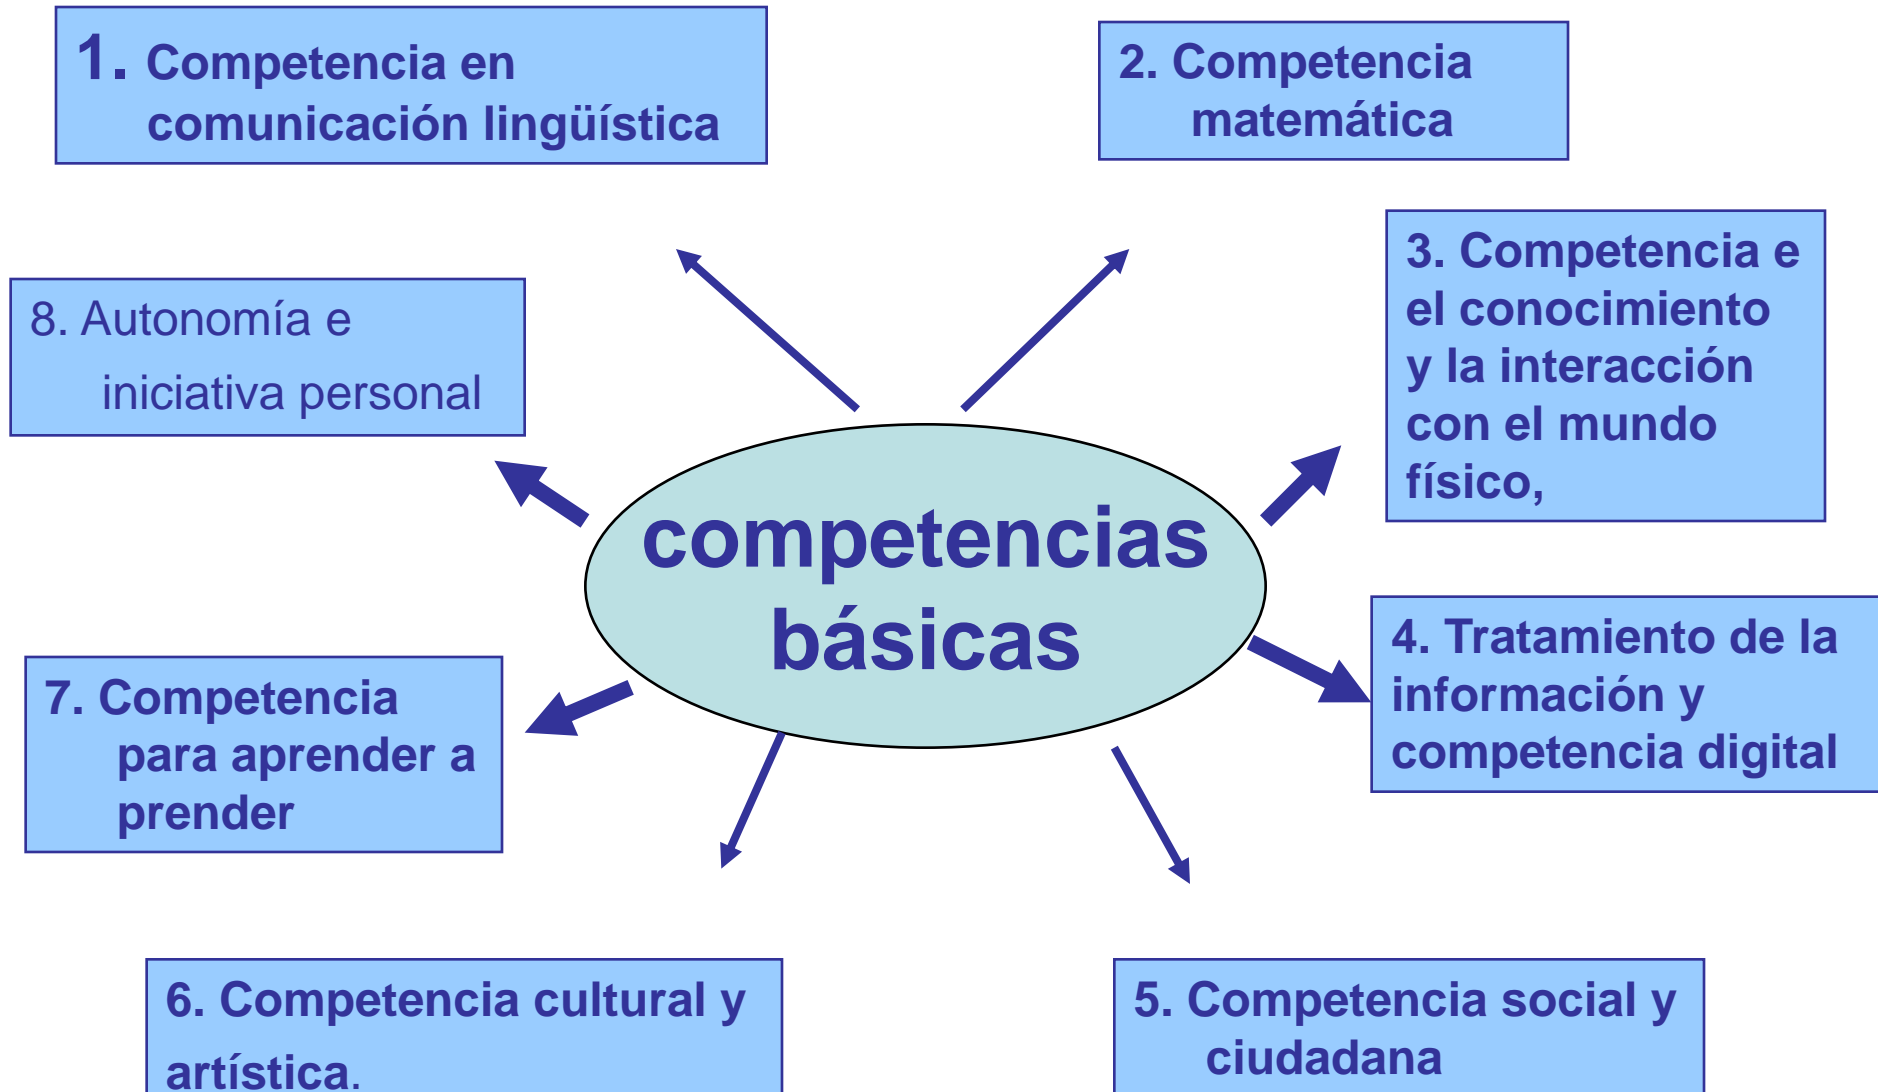 1. Competencia en
comunicación lingüística
2. Competencia
matemática
3. Competencia e
el conocimiento
y la interacción
con el mundo
físico,
8. Autonomía e
iniciativa personal
competencias
básicas
4. Tratamiento de la
información y
competencia digital
7. Competencia
para aprender a
prender
6. Competencia cultural y
artística.
5. Competencia social y
ciudadana